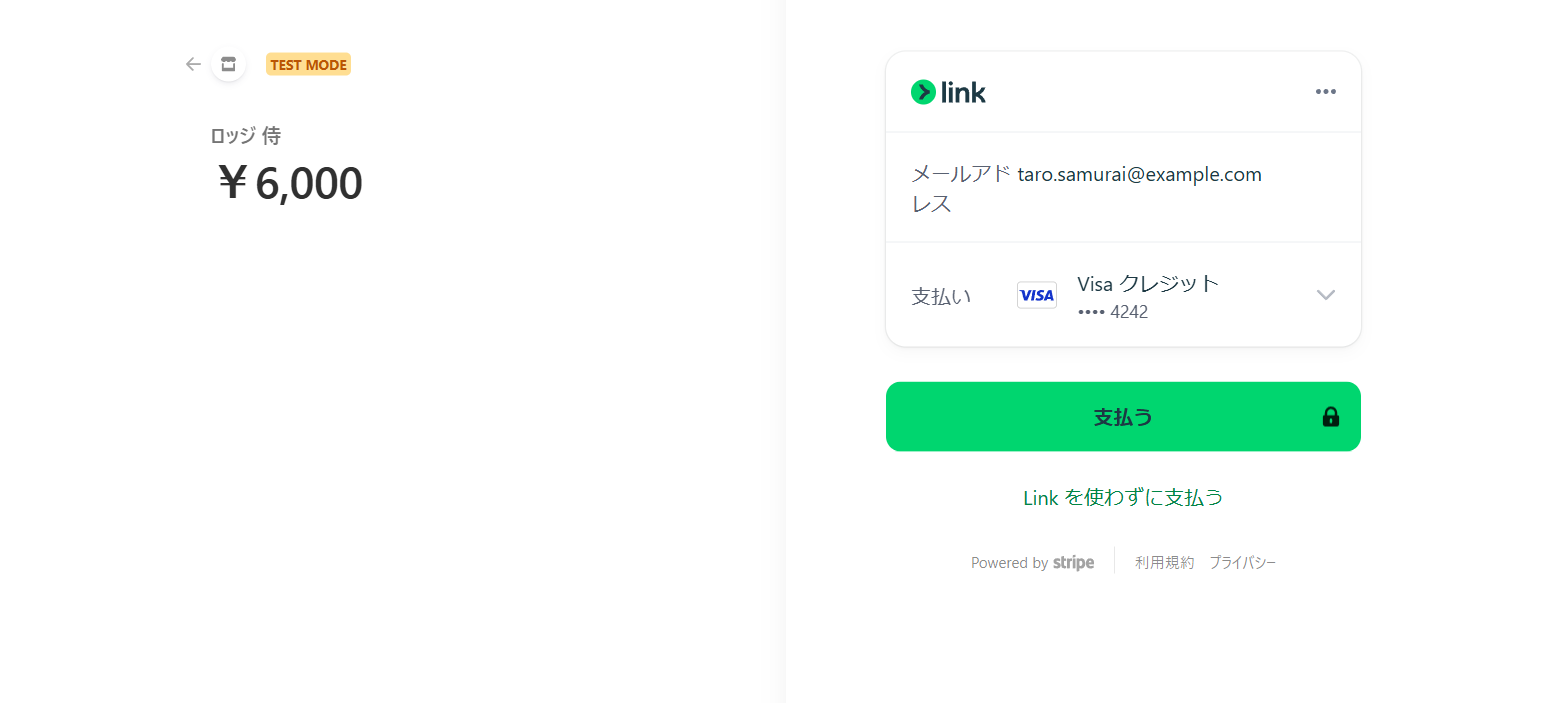 TEST MODE
ロッジ 侍
￥6,000
link
メールアド taro.samurai@example.com
レス
支払い
VISA
Visa クレジット
•••• 4242
支払う
Link を使わずに支払う
Powered by stripe
利用規約 プライバシー